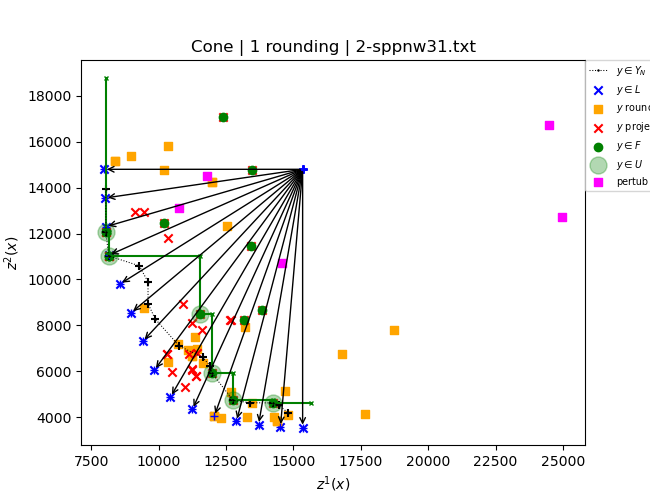 Cone | 1 rounding | 2-sppnw31.txt
18000
16000
14000
12000
10000
8000
6000
4000
z²(x)
7500
10000
12500
15000
17500
20000
22500
25000
z¹(x)
y ∈ Y_N
y ∈ L
y roun
y proje
y ∈ F
y ∈ U
pertub